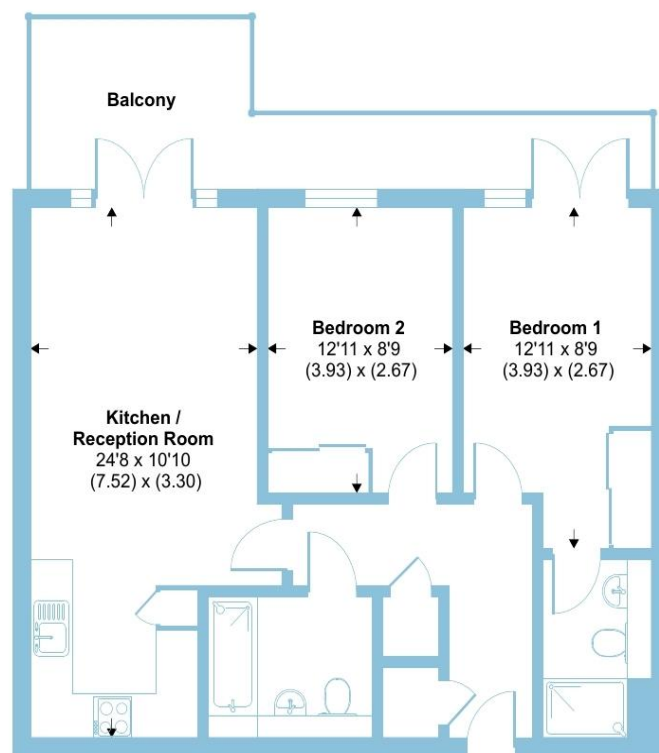 Balcony
Bedroom 2
12'11 x 8'9
(3.93) x (2.67)
Bedroom 1
12'11 x 8'9
(3.93) x (2.67)
Kitchen /
Reception Room
24'8 x 10'10
(7.52) x (3.30)